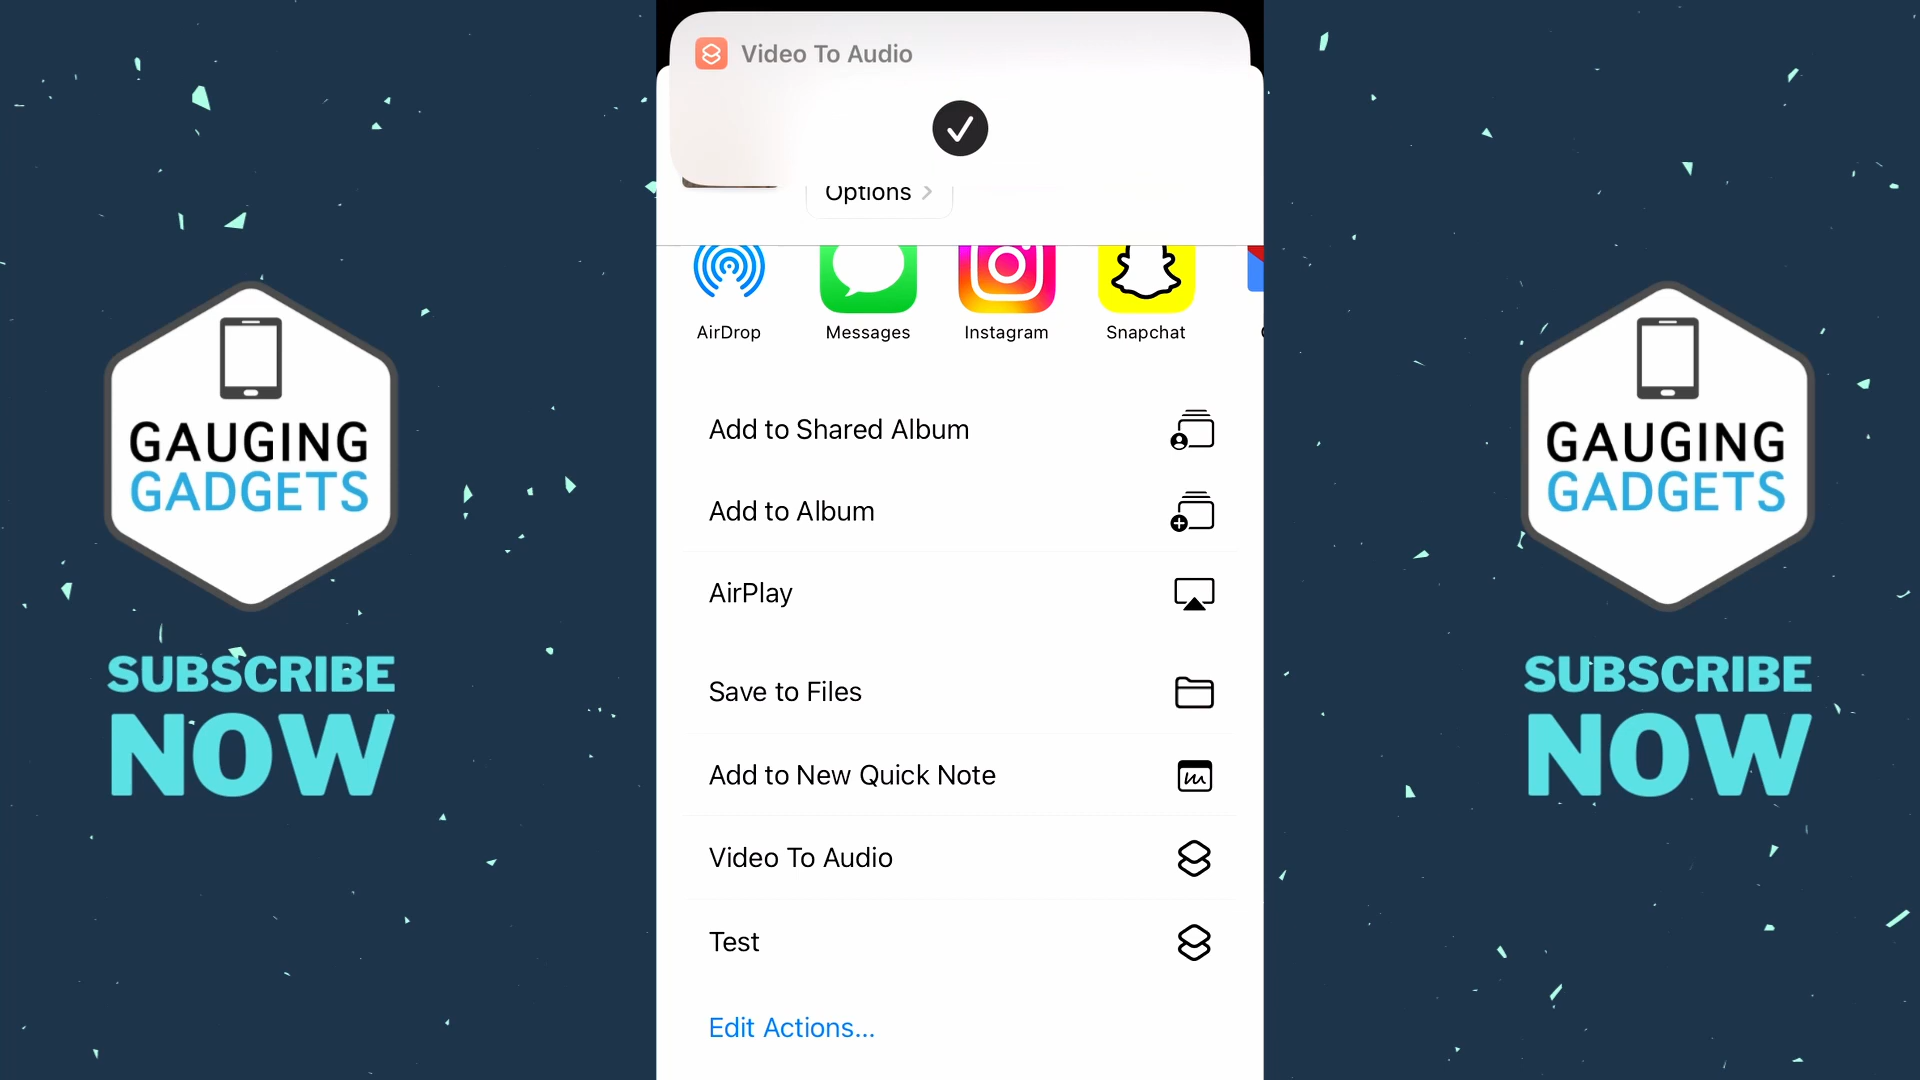 Video To Audio
Options
AirDrop
Messages
Instagram
Snapchat
Add to Shared Album
Add to Album
AirPlay
Save to Files
Add to New Quick Note
Video To Audio
Test
Edit Actions...
GAUGING
GADGETS
SUBSCRIBE
NOW
GAUGING
GADGETS
SUBSCRIBE
NOW